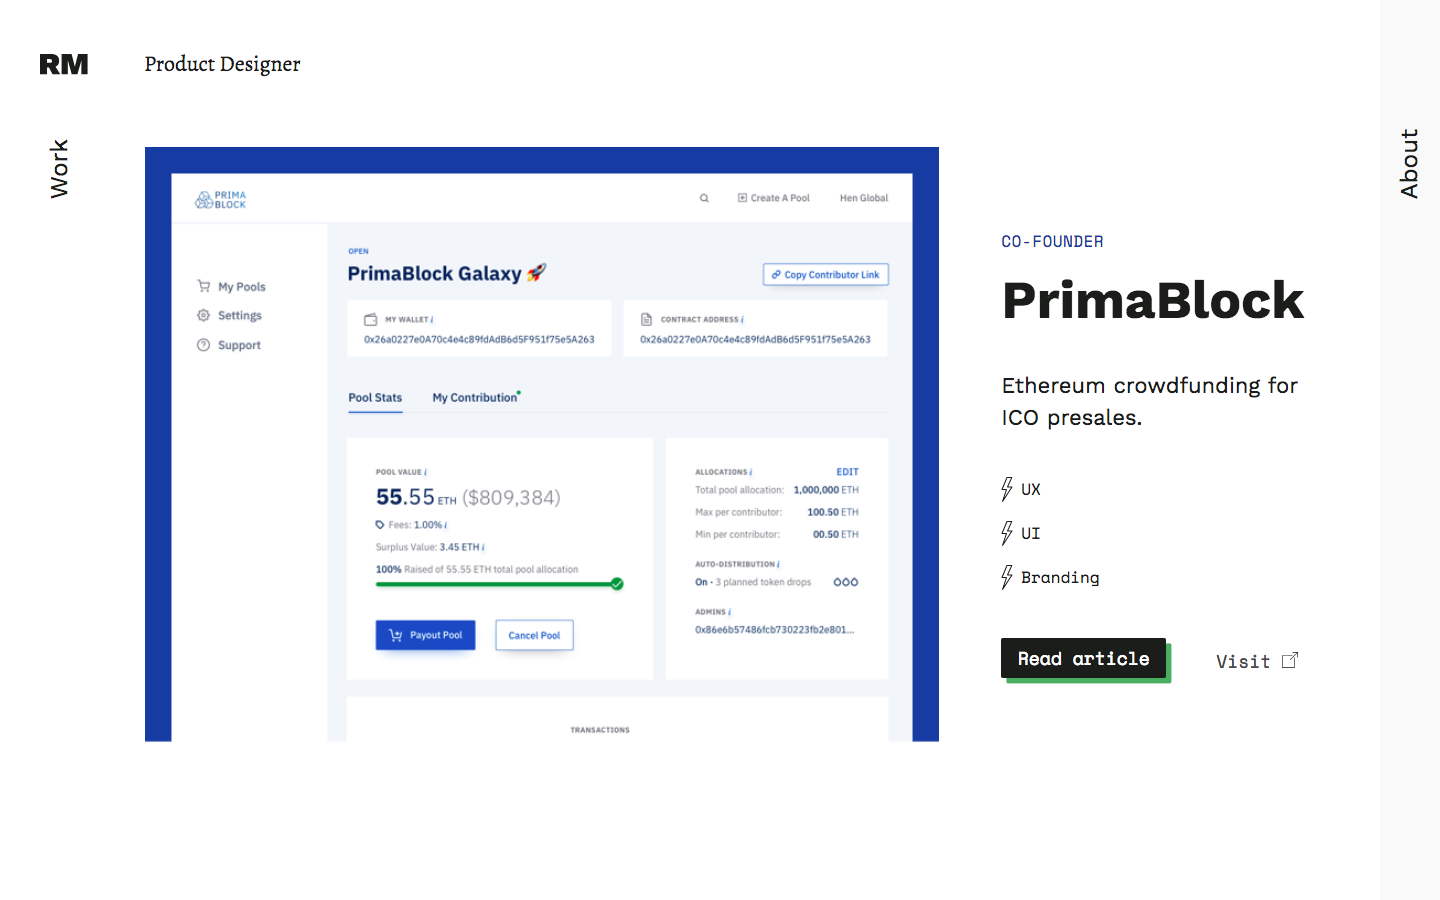 RM
Product Designer
Work
About
PRIMA
BLOCK
Create A Pool
Hen Global
My Pools
Settings
Support
OPEN
PrimaBlock Galaxy 🚀
Copy Contributor Link
MY WALLET i
0x26a0227e0A70c4e4c89fdAdB6d5F951f75e5A263
CONTRACT ADDRESS i
0x26a0227e0A70c4e4c89fdAdB6d5F951f75e5A263
Pool Stats
My Contribution
POOL VALUE i
55.55 ETH ($809,384)
Fees: 1.00% i
Surplus Value: 3.45 ETH i
100% Raised of 55.55 ETH total pool allocation
Payout Pool
Cancel Pool
ALLOCATIONS i
EDIT
Total pool allocation: 1,000,000 ETH
Max per contributor: 100.50 ETH
Min per contributor: 00.50 ETH
AUTO-DISTRIBUTION i
On - 3 planned token drops
ADMINS i
0x86e6b57486fcb730223fb2e801...
TRANSACTIONS
CO-FOUNDER
PrimaBlock
Ethereum crowdfunding for
ICO presales.
UX
UI
Branding
Read article
Visit